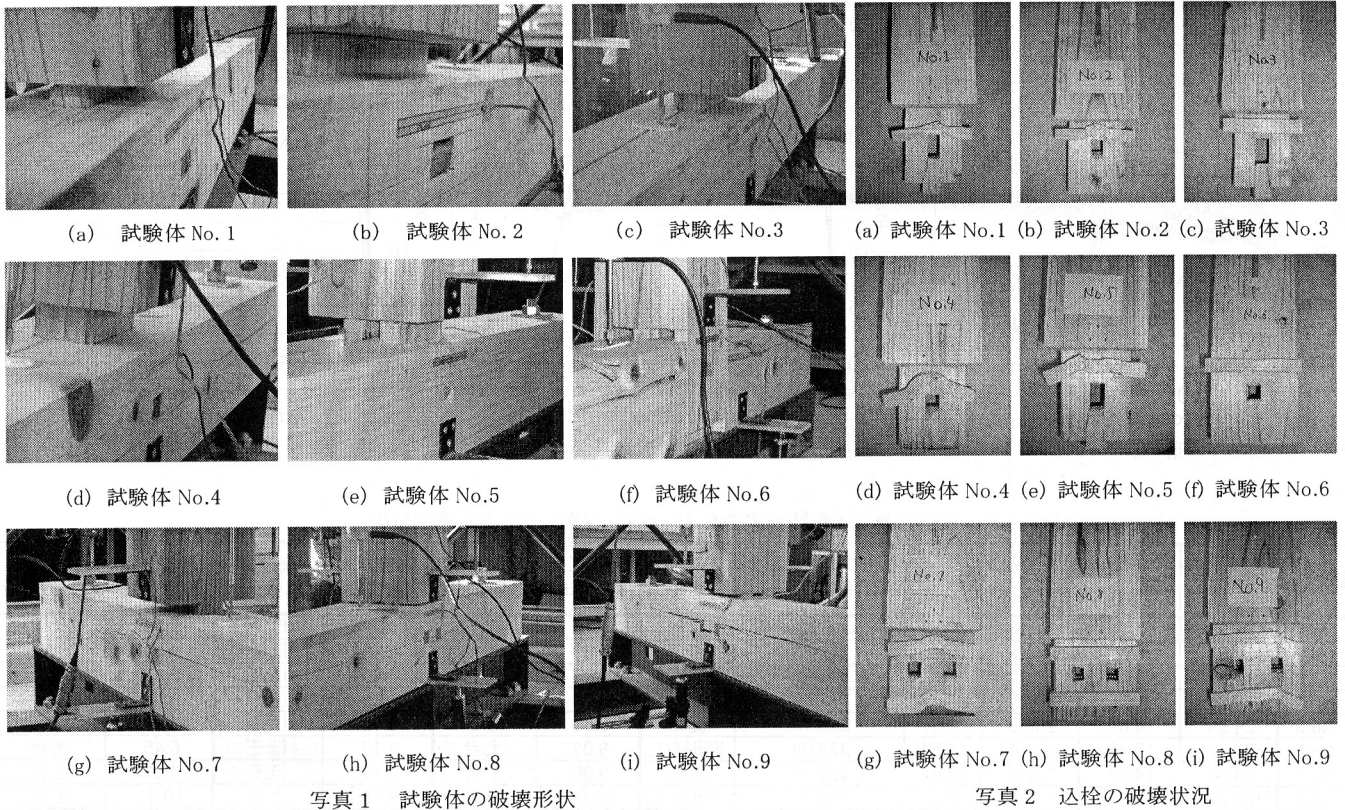 No.1
No.2
No3
(a) 試験体 No. 1
(b) 試験体 No. 2
(c) 試験体 No.3
(a) 試験体 No.1
(b) 試験体 No.2
(c) 試験体 No.3
No.4
No.5
No.6
(d) 試験体 No.4
(e) 試験体 No.5
(f) 試験体 No.6
(d) 試験体 No.4
(e) 試験体 No.5
(f) 試験体 No.6
No.7
No.8
No.9
(g) 試験体 No.7
(h) 試験体 No.8
(i) 試験体 No.9
(g) 試験体 No.7
(h) 試験体 No.8
(i) 試験体 No.9
写真1 試験体の破壊形状
写真2 込栓の破壊状況